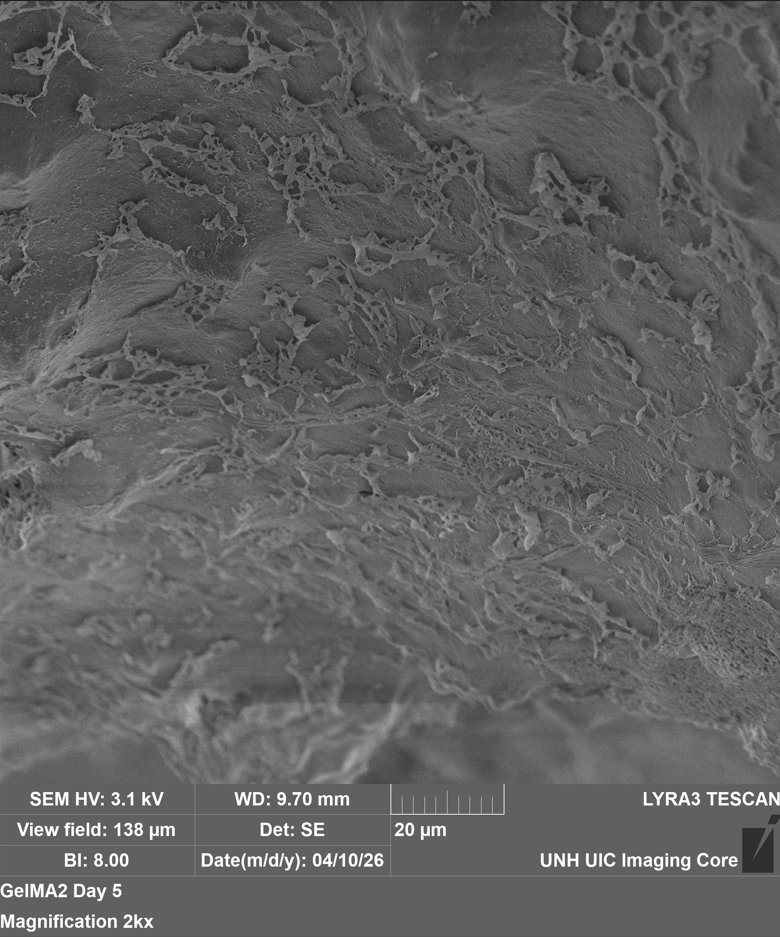 SEM HV: 3.1 kV WD: 9.70 mm LYRA3 TESCAN
View field: 138 µm Det: SE 20 µm
BI: 8.00 Date(m/d/y): 04/10/26 UNH UIC Imaging Core
GelMA2 Day 5
Magnification 2kx